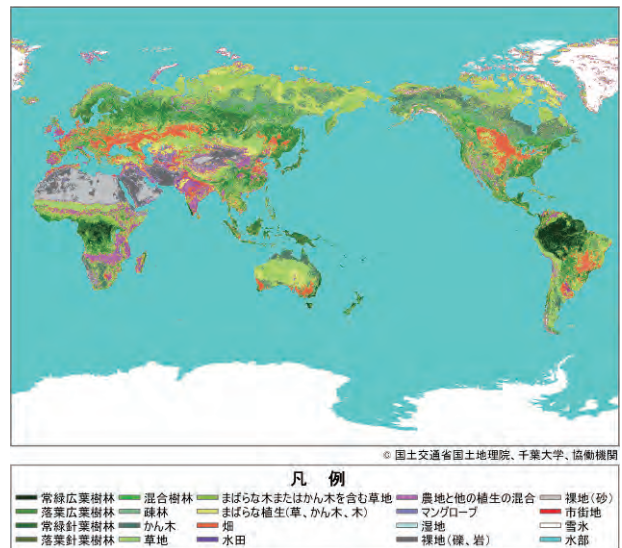 © 国土交通省国土地理院、千葉大学、協働機関
凡 例
常緑広葉樹林 混合樹林 まばらな木またはかん木を含む草地 農地と他の植生の混合 裸地(砂)
落葉広葉樹林 疎林 まばらな植生(草、かん木、木) マングローブ 市街地
常緑針葉樹林 かん木 畑 湿地 雪氷
落葉針葉樹林 草地 水田 裸地(礫、岩) 水部